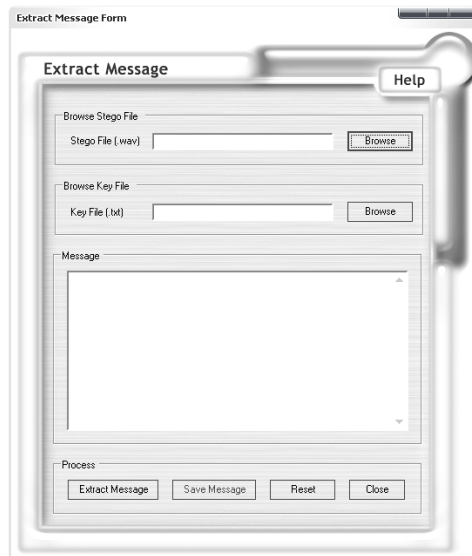 Extract Message Form
Extract Message
Help
Browse Stego File
Stego File (.wav)
Browse
Browse Key File
Key File (.txt)
Browse
Message
Process
Extract Message
Save Message
Reset
Close